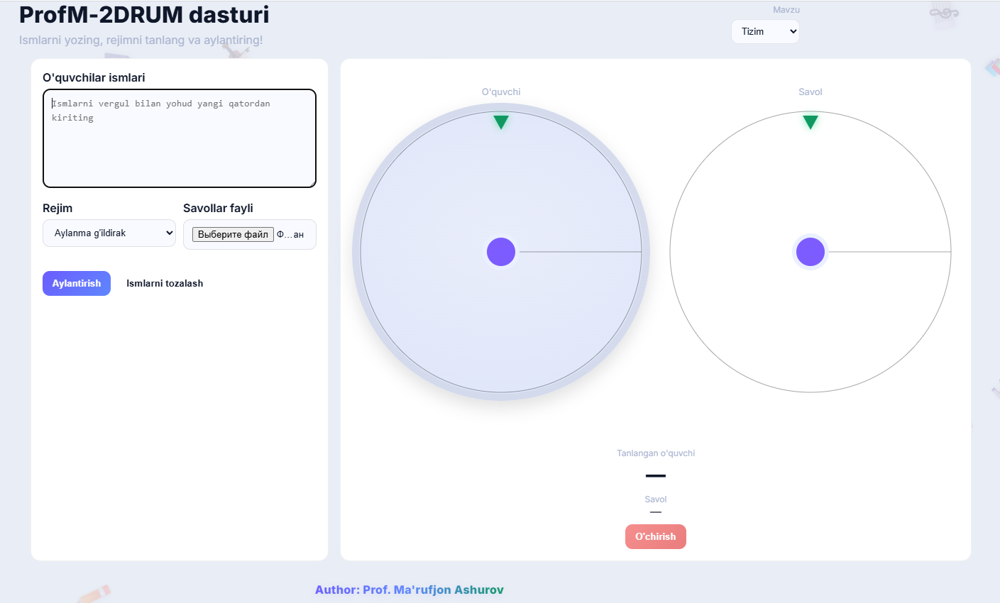 ProfM-2DRUM dasturi
Ismlarni yozing, rejimni tanlang va aylantiring!
Mavzu
Tizim
O'quvchilar ismlari
Ismlarni vergul bilan yohud yangi qatordan
kiriting
Rejim
Savollar fayli
Aylanma g'ildirak
Выберите файл Ф...ан
Aylantirish
Ismlarni tozalash
O'quvchi
Savol
Tanlangan o'quvchi
—
Savol
—
O'chirish
Author: Prof. Ma'rufjon Ashurov